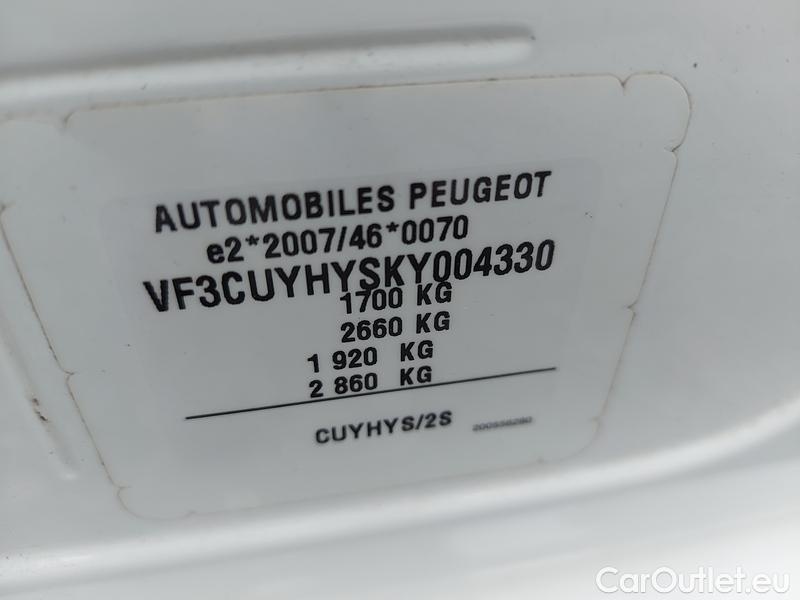 AUTOMOBILES PEUGEOT
e2*2007/46*0070
VF3CUYHYSKY004330
1700 KG
2660 KG
1 920 KG
2 860 KG
CUYHYS/2S
CarOutlet.eu